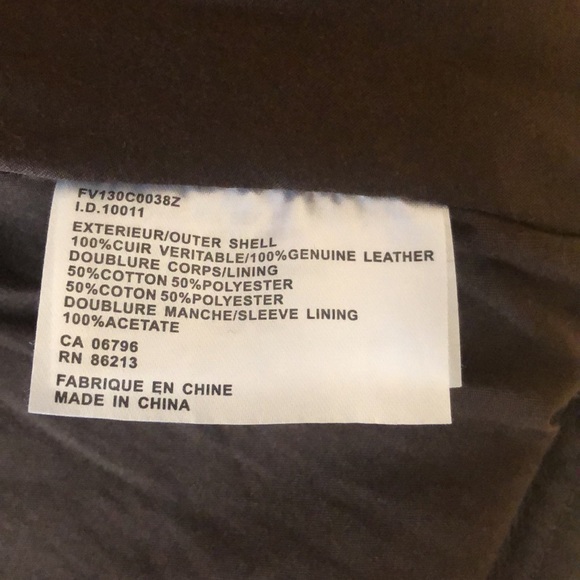 FV130C0038Z
I.D.10011
EXTERIEUR/OUTER SHELL
100%CUIR VERITABLE/100%GENUINE LEATHER
DOUBLURE CORPS/LINING
50%COTTON 50%POLYESTER
50%COTON 50%POLYESTER
DOUBLURE MANCHE/SLEEVE LINING
100%ACETATE
CA 06796
RN 86213
FABRIQUE EN CHINE
MADE IN CHINA